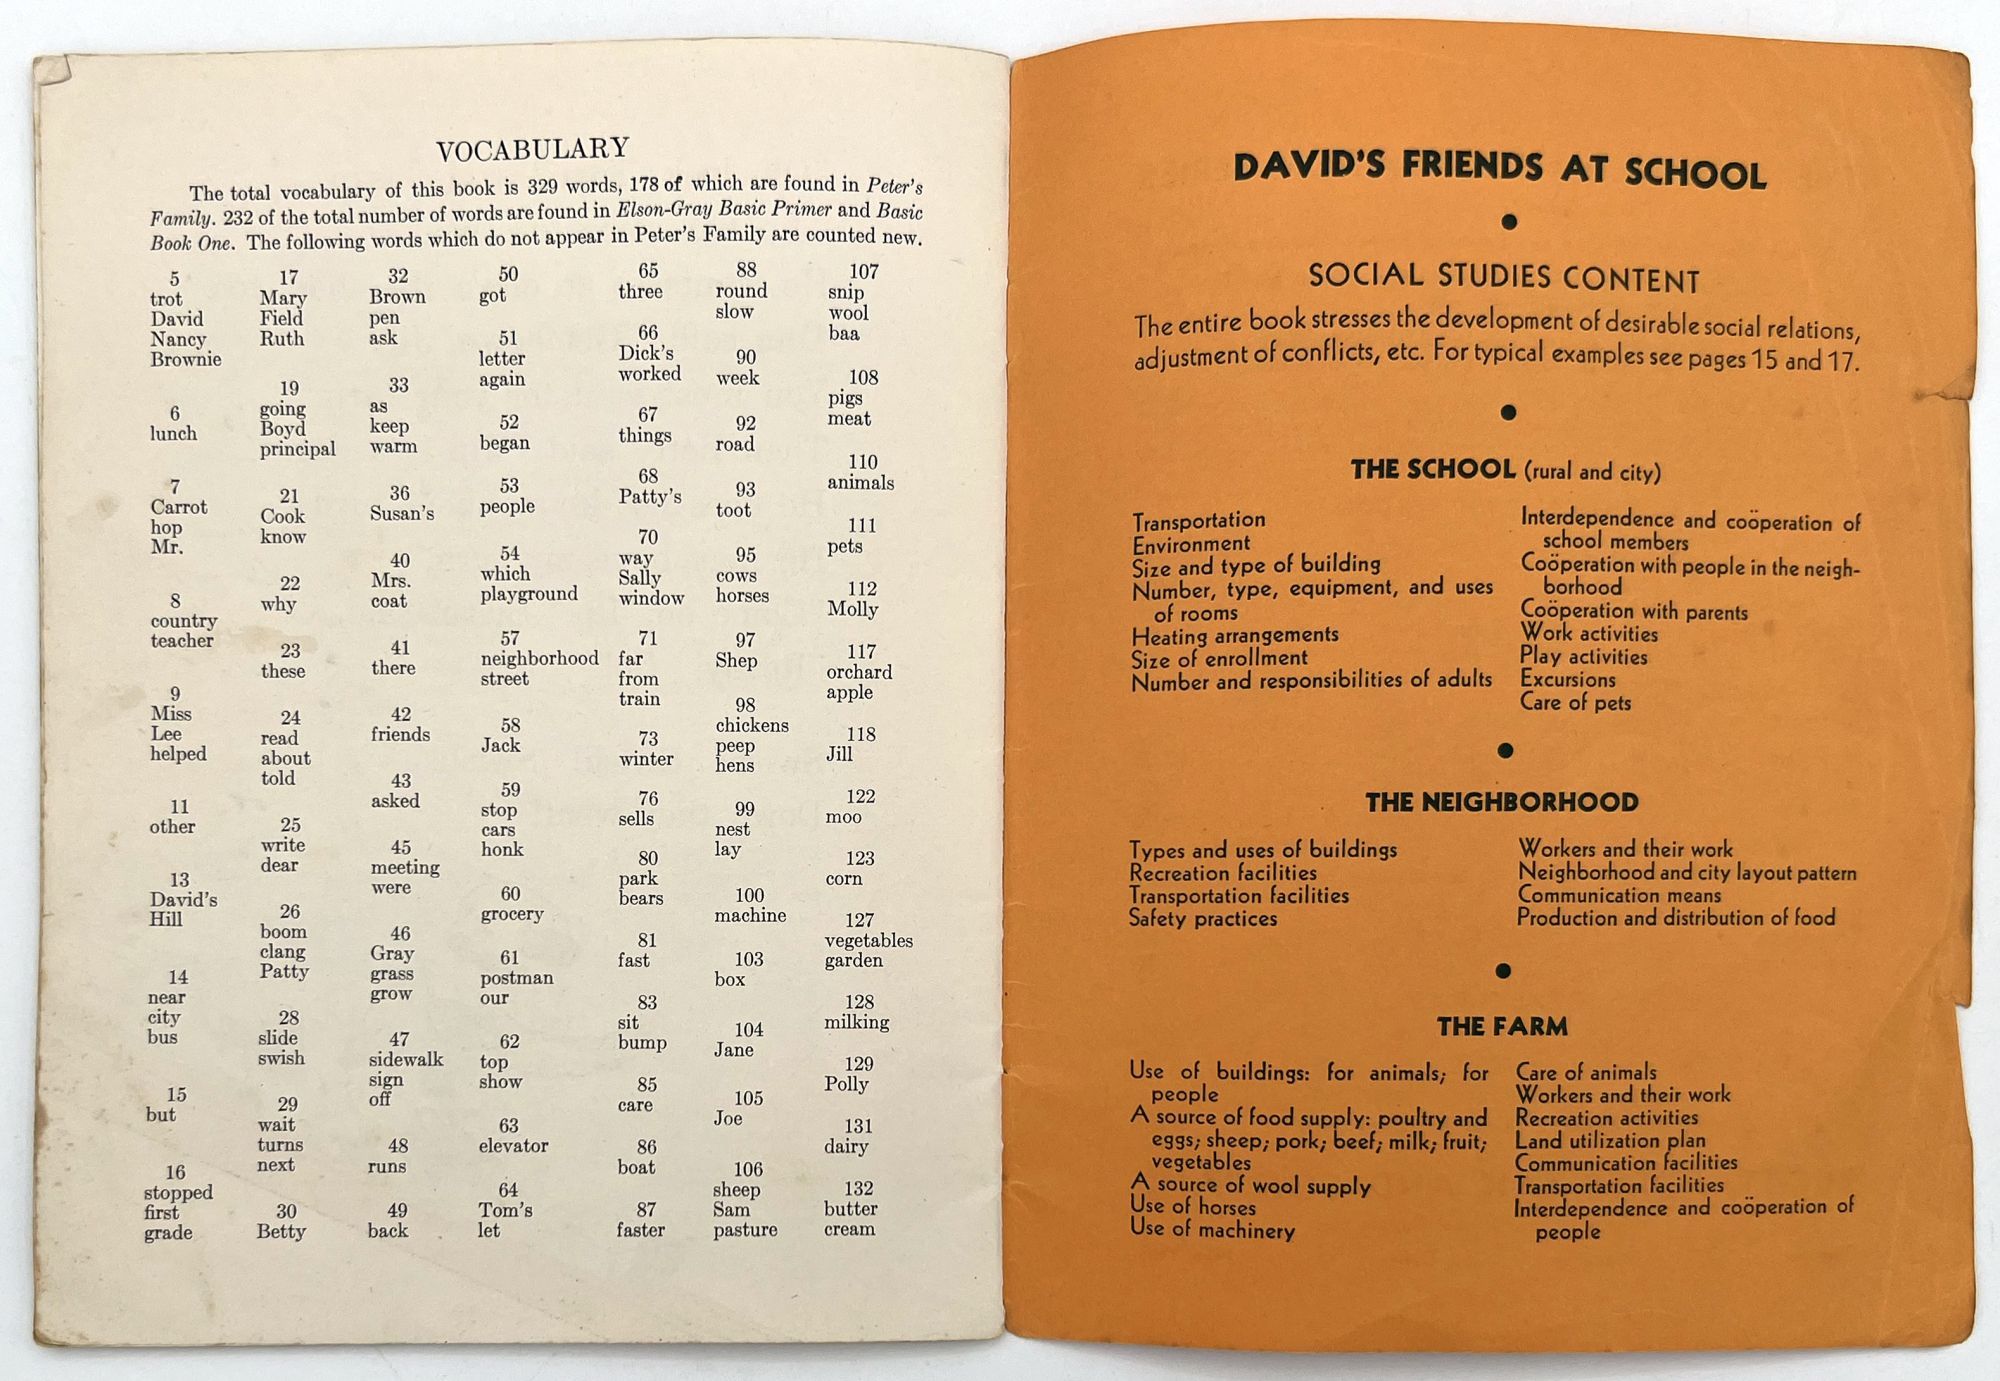 VOCABULARY
The total vocabulary of this book is 329 words, 178 of which are found in Peter's
Family. 232 of the total number of words are found in Elson-Gray Basic Primer and Basic
Book One. The following words which do not appear in Peter's Family are counted new.
5
trot
David
Nancy
Brownie
6
lunch
7
Carrot
hop
Mr.
8
country
teacher
9
Miss
Lee
helped
11
other
13
David's
Hill
14
near
city
bus
15
but
16
stopped
first
grade
17
Mary
Field
Ruth
19
going
Boyd
principal
21
Cook
know
22
why
23
these
24
read
about
told
25
write
dear
26
boom
clang
Patty
28
slide
swish
29
wait
turns
next
30
Betty
32
Brown
pen
ask
33
as
keep
warm
36
Susan's
40
Mrs.
coat
41
there
42
friends
43
asked
45
meeting
were
46
Gray
grass
grow
47
sidewalk
sign
off
48
runs
49
back
50
got
51
letter
again
52
began
53
people
54
which
playground
57
neighborhood
street
58
Jack
59
stop
cars
honk
60
grocery
61
postman
our
62
top
show
63
elevator
64
Tom's
let
65
three
66
Dick's
worked
67
things
68
Patty's
70
way
Sally
window
71
far
from
train
73
winter
76
sells
80
park
bears
81
fast
83
sit
bump
85
care
86
boat
87
faster
88
round
slow
90
week
92
road
93
toot
95
cows
horses
97
Shep
98
chickens
peep
hens
99
nest
lay
100
machine
103
box
104
Jane
105
Joe
106
sheep
Sam
pasture
107
snip
wool
baa
108
pigs
meat
110
animals
111
pets
112
Molly
117
orchard
apple
118
Jill
122
moo
123
corn
127
vegetables
garden
128
milking
129
Polly
131
dairy
132
butter
cream
DAVID'S FRIENDS AT SCHOOL
SOCIAL STUDIES CONTENT
The entire book stresses the development of desirable social relations,
adjustment of conflicts, etc. For typical examples see pages 15 and 17.
THE SCHOOL (rural and city)
Transportation
Environment
Size and type of building
Number, type, equipment, and uses
of rooms
Heating arrangements
Size of enrollment
Number and responsibilities of adults
Interdependence and coöperation of
school members
Coöperation with people in the neigh-
borhood
Coöperation with parents
Work activities
Play activities
Excursions
Care of pets
THE NEIGHBORHOOD
Types and uses of buildings
Recreation facilities
Transportation facilities
Safety practices
Workers and their work
Neighborhood and city layout pattern
Communication means
Production and distribution of food
THE FARM
Use of buildings: for animals; for
people
A source of food supply: poultry and
eggs; sheep; pork; beef; milk; fruit;
vegetables
A source of wool supply
Use of horses
Use of machinery
Care of animals
Workers and their work
Recreation activities
Land utilization plan
Communication facilities
Transportation facilities
Interdependence and coöperation of
people